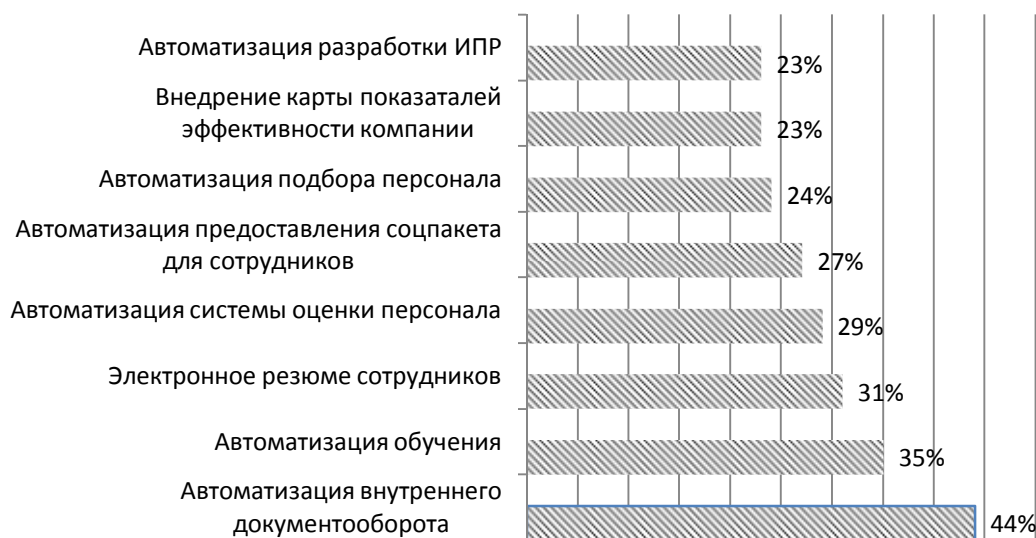 Автоматизация разработки ИПР
23%
Внедрение карты показаталей
эффективности компании
23%
Автоматизация подбора персонала
24%
Автоматизация предоставления соцпакета
для сотрудников
27%
Автоматизация системы оценки персонала
29%
Электронное резюме сотрудников
31%
Автоматизация обучения
35%
Автоматизация внутреннего
документооборота
44%